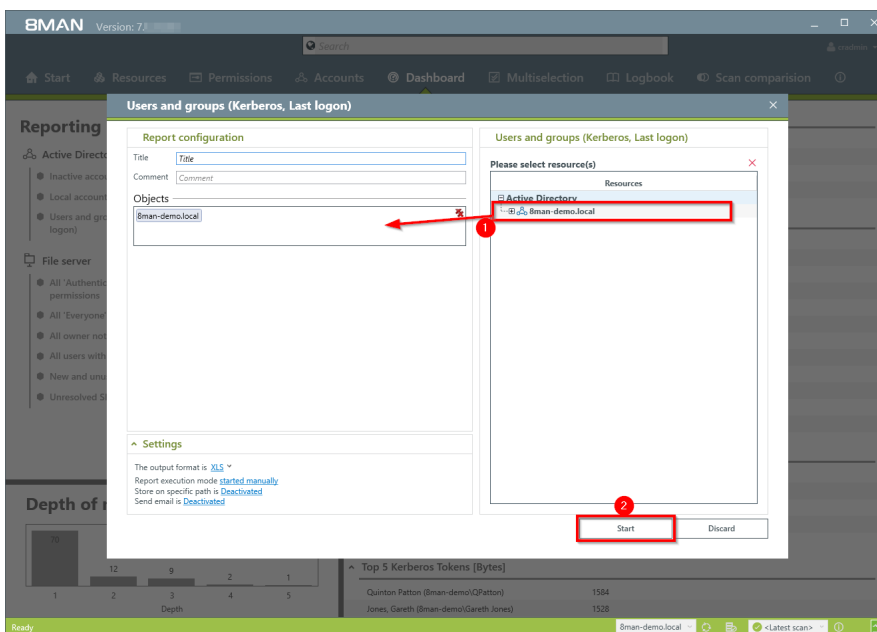 8MAN Version: 7.
Search
Start Resources Permissions Accounts Dashboard Multiselection Logbook Scan comparision
Users and groups (Kerberos, Last logon)
Reporting
Active Directo
Inactive accou
Local account
Users and gro
logon)
File server
All 'Authentic
permissions
All 'Everyone'
All owner not
All users with
New and unu
Unresolved SI
Report configuration
Title Title
Comment Comment
Objects
8man-demo.local
Settings
The output format is XLS
Report execution mode started manually
Store on specific path is Deactivated
Send email is Deactivated
Users and groups (Kerberos, Last logon)
Please select resource(s)
Resources
Active Directory
8man-demo.local
1
2
Start Discard
Depth of
70
12 9 2 1
1 2 3 4 5
Depth
Top 5 Kerberos Tokens [Bytes]
Quinton Patton (8man-demo\QPatton) 1584
Jones, Gareth (8man-demo\Gareth Jones) 1528
Ready 8man-demo.local <Latest scan>